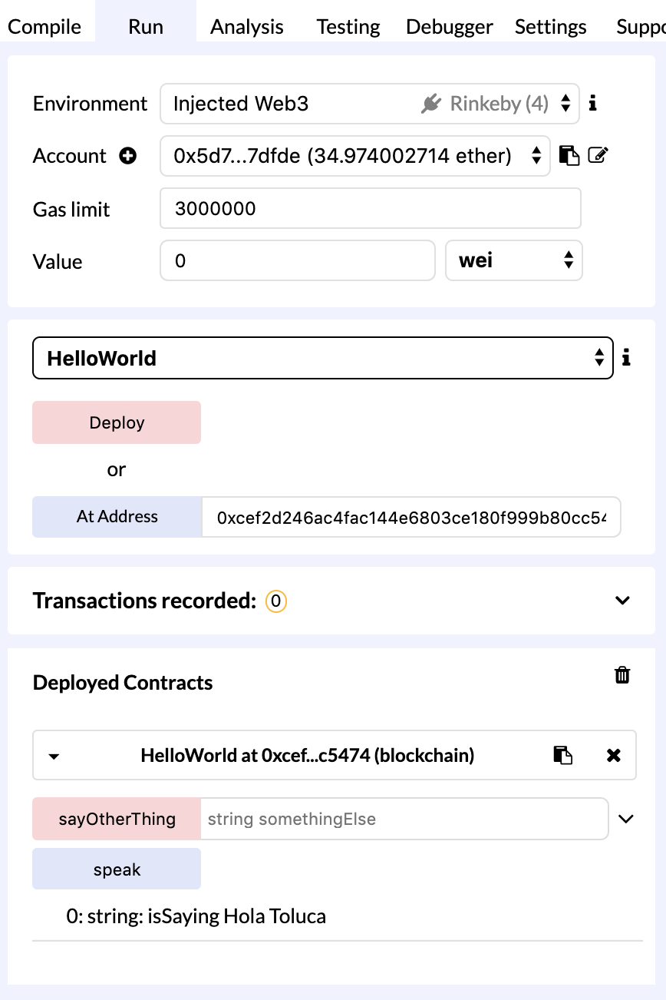 Compile Run Analysis Testing Debugger Settings Suppo
Environment Injected Web3 Rinkeby (4)
Account 0x5d7...7dfde (34.974002714 ether)
Gas limit 3000000
Value 0 wei
HelloWorld
Deploy
or
At Address 0xcef2d246ac4fac144e6803ce180f999b80cc54
Transactions recorded: 0
Deployed Contracts
HelloWorld at 0xcef...c5474 (blockchain)
sayOtherThing string somethingElse
speak
0: string: isSaying Hola Toluca